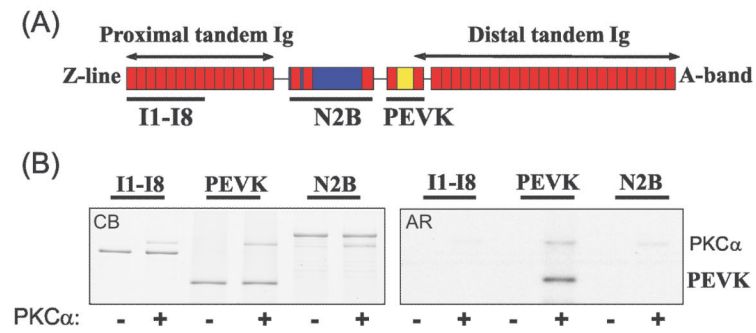 (A)
Proximal tandem Ig
Distal tandem Ig
Z-line
A-band
I1-I8
N2B
PEVK
(B)
I1-I8 PEVK N2B I1-I8 PEVK N2B
CB AR
PKCα
PEVK
PKCα: - + - + - + - + - + - +